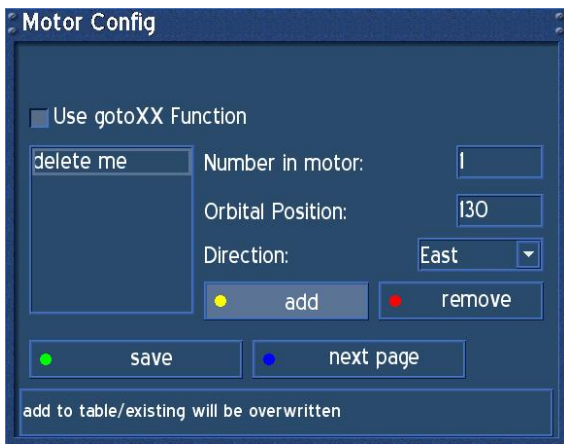 Motor Config
Use gotoXX Function
delete me
Number in motor: 1
Orbital Position: 130
Direction: East
add remove
save next page
add to table/existing will be overwritten